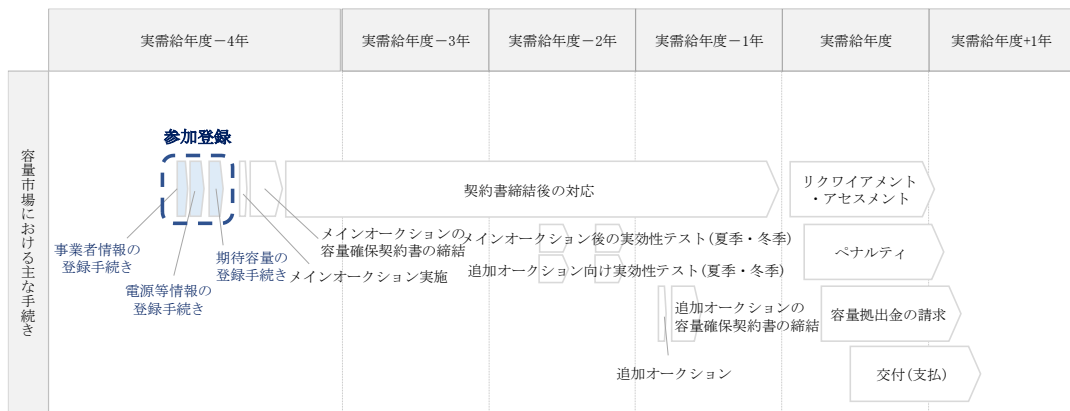 実需給年度－4年
実需給年度－3年
実需給年度－2年
実需給年度－1年
実需給年度
実需給年度+1年
容量市場における主な手続き
参加登録
契約書締結後の対応
リクワイアメント
・アセスメント
メインオークションの
容量確保契約書の締結
メインオークション後の実効性テスト(夏季・冬季)
ペナルティ
事業者情報の
登録手続き
期待容量の
登録手続き
メインオークション実施
追加オークション向け実効性テスト(夏季・冬季)
電源等情報の
登録手続き
追加オークションの
容量確保契約書の締結
容量拠出金の請求
追加オークション
交付(支払)